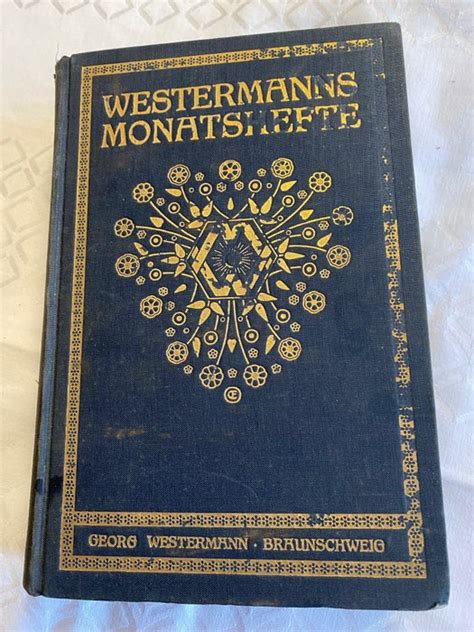 WESTERMANNS
MONATSHEFTE
GEORG WESTERMANN · BRAUNSCHWEIG